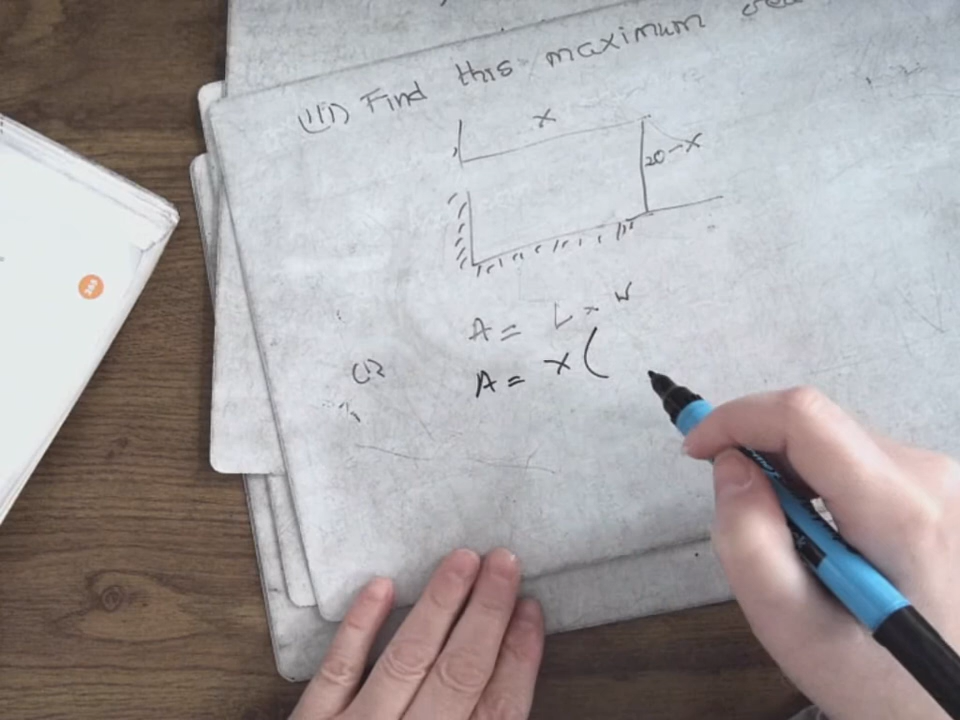 (iii) Find this maximum
x
20-x
A = L × W
A = x (